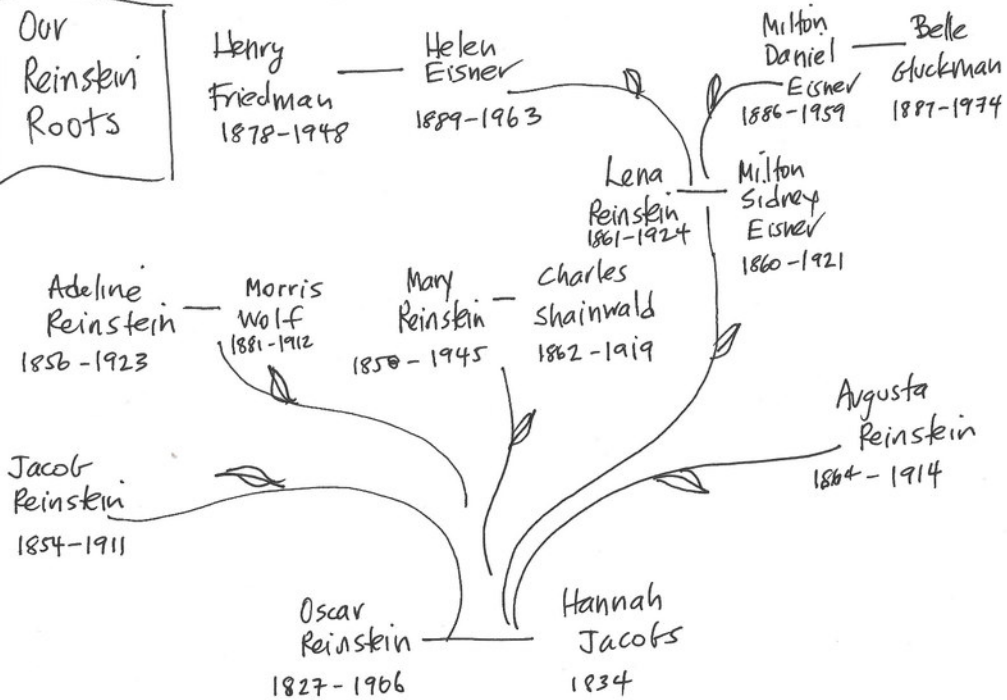 Our
Reinstein
Roots
Henry
Friedman
1878-1948
Helen
Eisner
1889-1963
Milton
Daniel
Eisner
1886-1959
Belle
Gluckman
1887-1974
Lena
Reinstein
1861-1924
Milton
Sidney
Eisner
1860-1921
Adeline
Reinstein
1856-1923
Morris
Wolf
1881-1912
Mary
Reinstein
-1945
Charles
Shainwald
1862-1919
Augusta
Reinstein
1864-1914
Jacob
Reinstein
1854-1911
Oscar
Reinstein
1827-1906
Hannah
Jacobs
1834